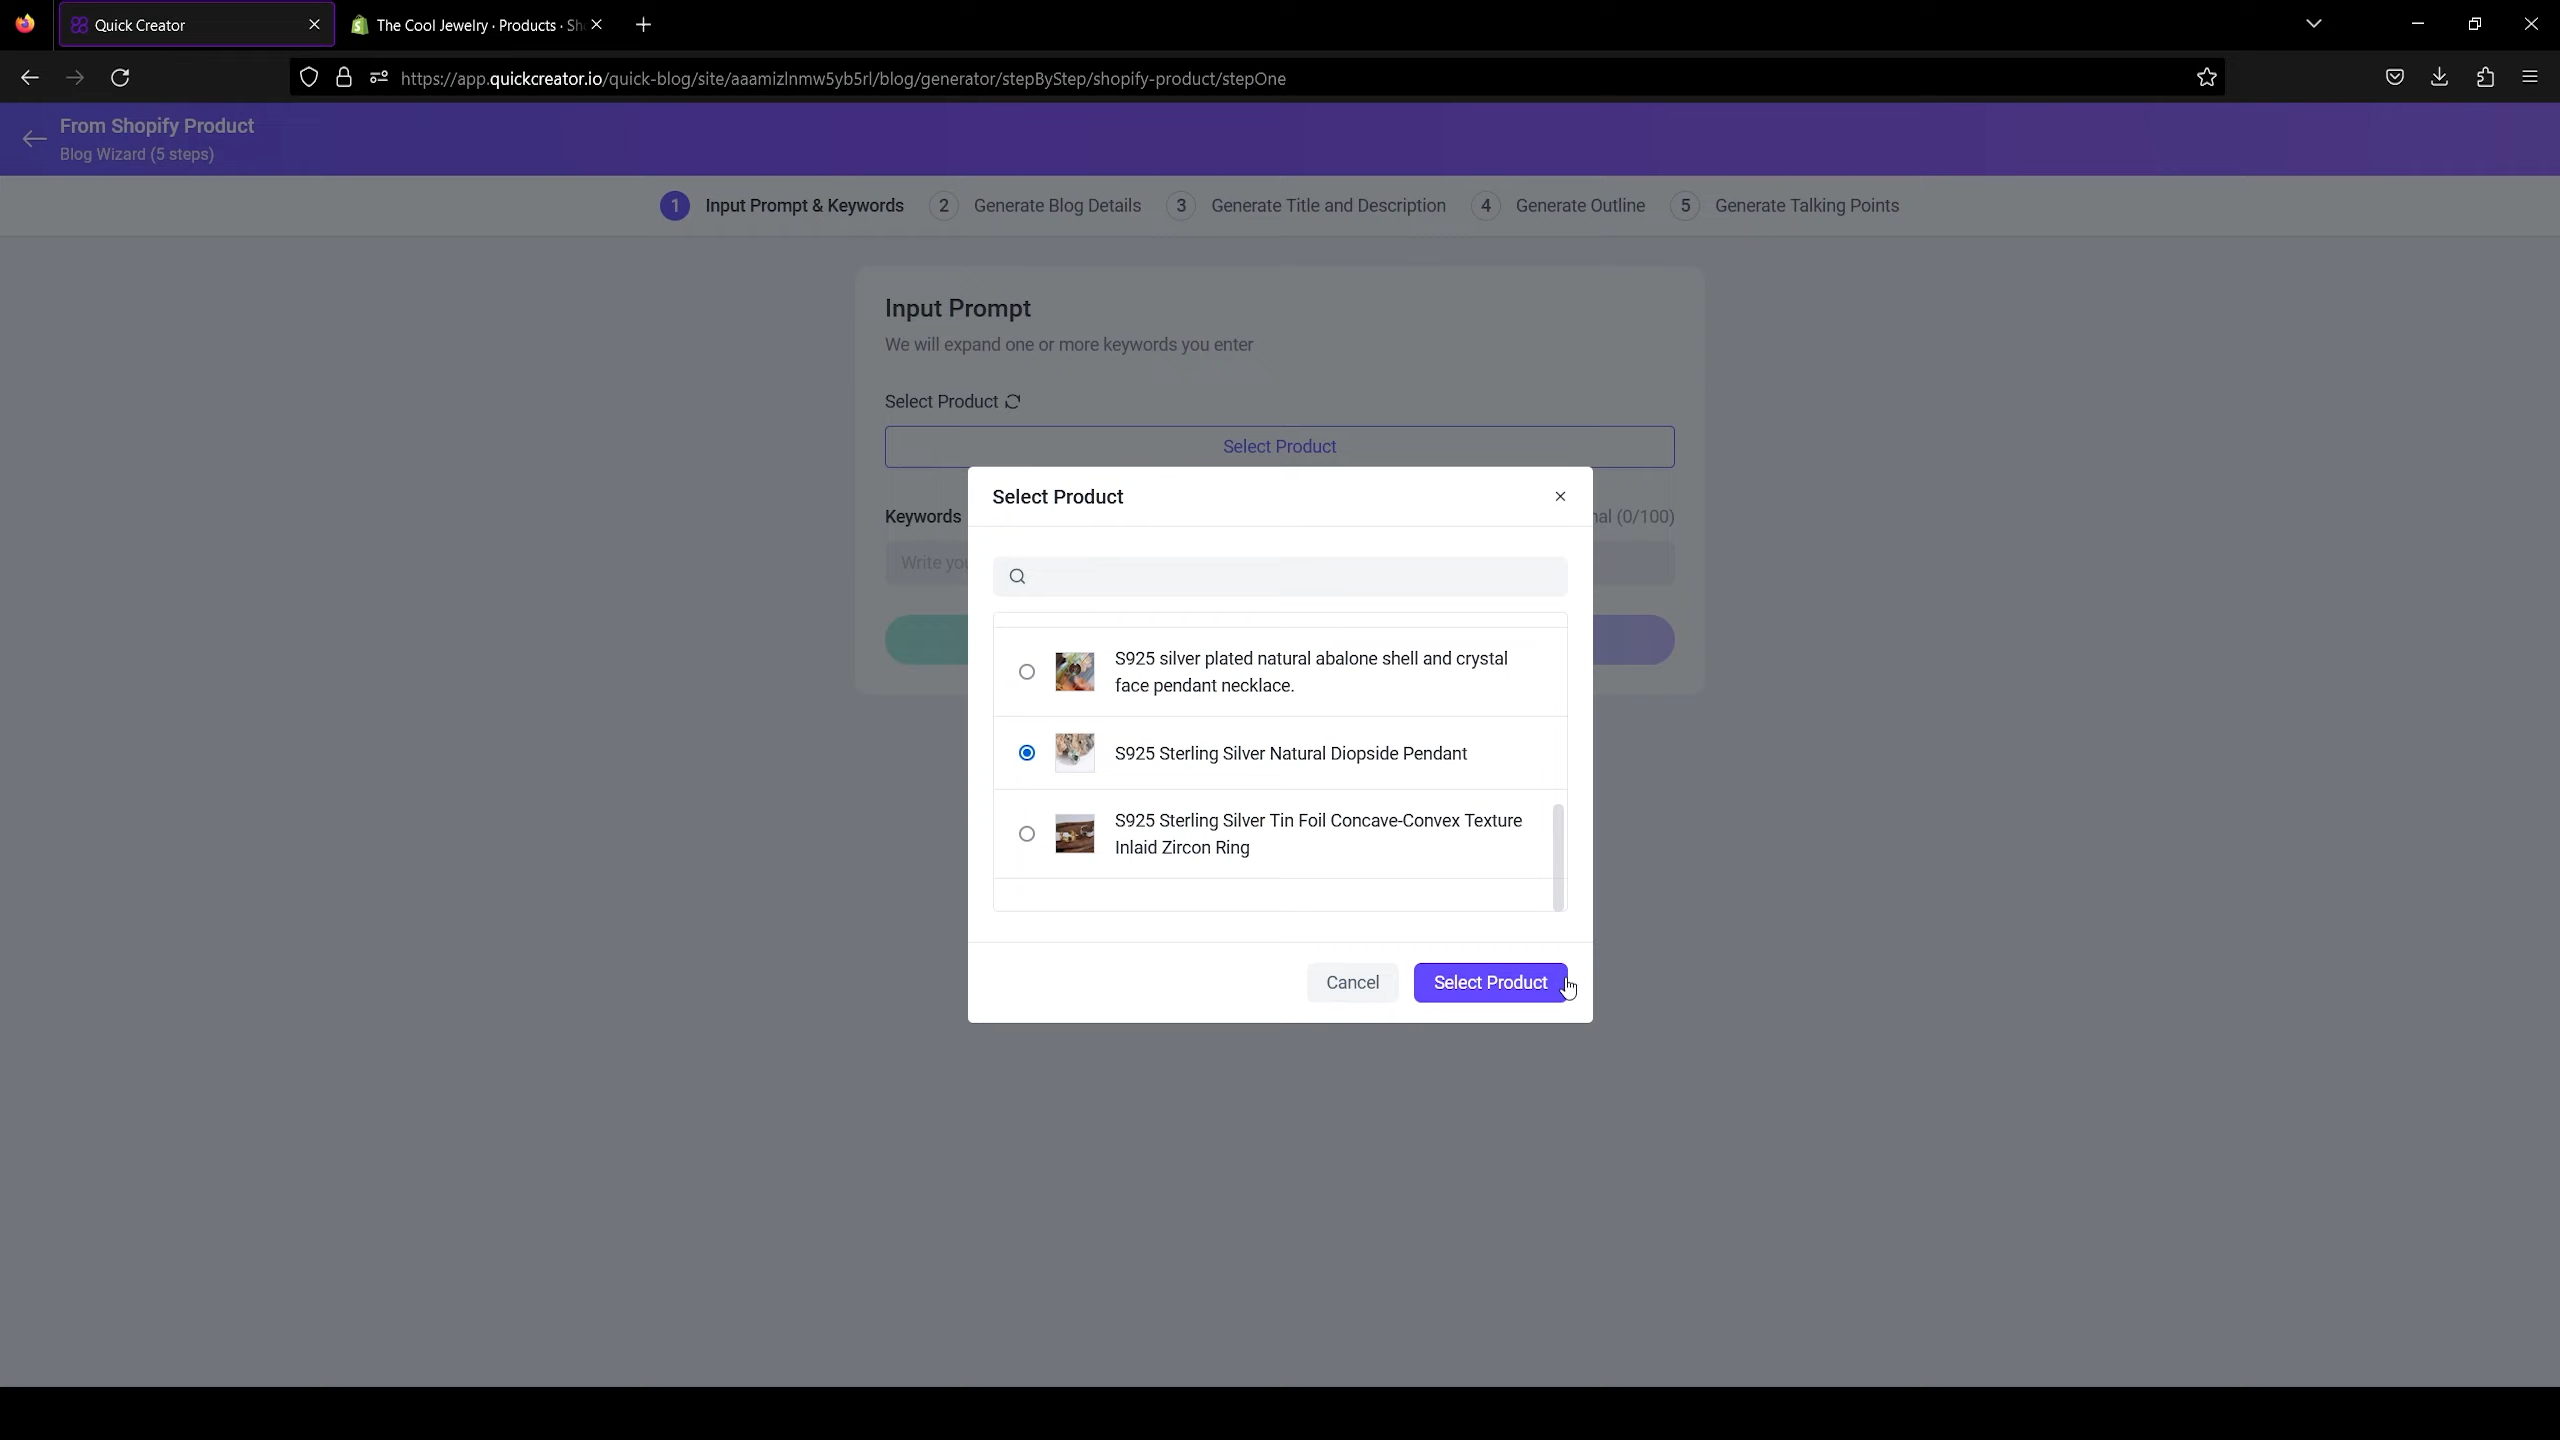 Quick Creator
The Cool Jewelry · Products · Sh
https://app.quickcreator.io/quick-blog/site/aaamizlnmw5yb5rl/blog/generator/stepByStep/shopify-product/stepOne
From Shopify Product
Blog Wizard (5 steps)
1 Input Prompt & Keywords 2 Generate Blog Details 3 Generate Title and Description 4 Generate Outline 5 Generate Talking Points
Input Prompt
We will expand one or more keywords you enter
Select Product
Select Product
Select Product
Keywords (0/100)
Write
S925 silver plated natural abalone shell and crystal
face pendant necklace.
S925 Sterling Silver Natural Diopside Pendant
S925 Sterling Silver Tin Foil Concave-Convex Texture
Inlaid Zircon Ring
Cancel Select Product